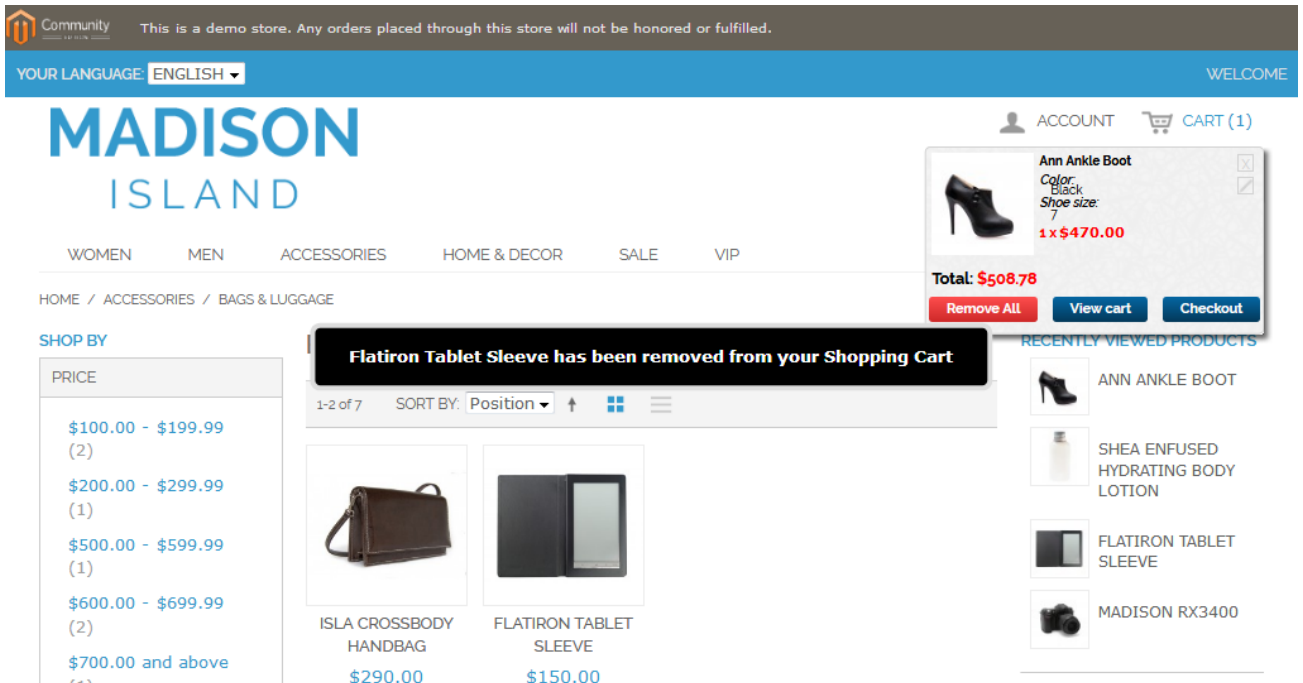 Community
This is a demo store. Any orders placed through this store will not be honored or fulfilled.
YOUR LANGUAGE: ENGLISH
WELCOME
MADISON
ISLAND
ACCOUNT
CART (1)
Ann Ankle Boot
X
Color:
Black
Shoe size:
7
1 x $470.00
Total: $508.78
Remove All
View cart
Checkout
WOMEN
MEN
ACCESSORIES
HOME & DECOR
SALE
VIP
HOME / ACCESSORIES / BAGS & LUGGAGE
SHOP BY
PRICE
$100.00 - $199.99
(2)
$200.00 - $299.99
(1)
$500.00 - $599.99
(1)
$600.00 - $699.99
(2)
$700.00 and above
Flatiron Tablet Sleeve has been removed from your Shopping Cart
1-2 of 7
SORT BY: Position
ISLA CROSSBODY
HANDBAG
$290.00
FLATIRON TABLET
SLEEVE
$150.00
RECENTLY VIEWED PRODUCTS
ANN ANKLE BOOT
SHEA ENFUSED
HYDRATING BODY
LOTION
FLATIRON TABLET
SLEEVE
MADISON RX3400